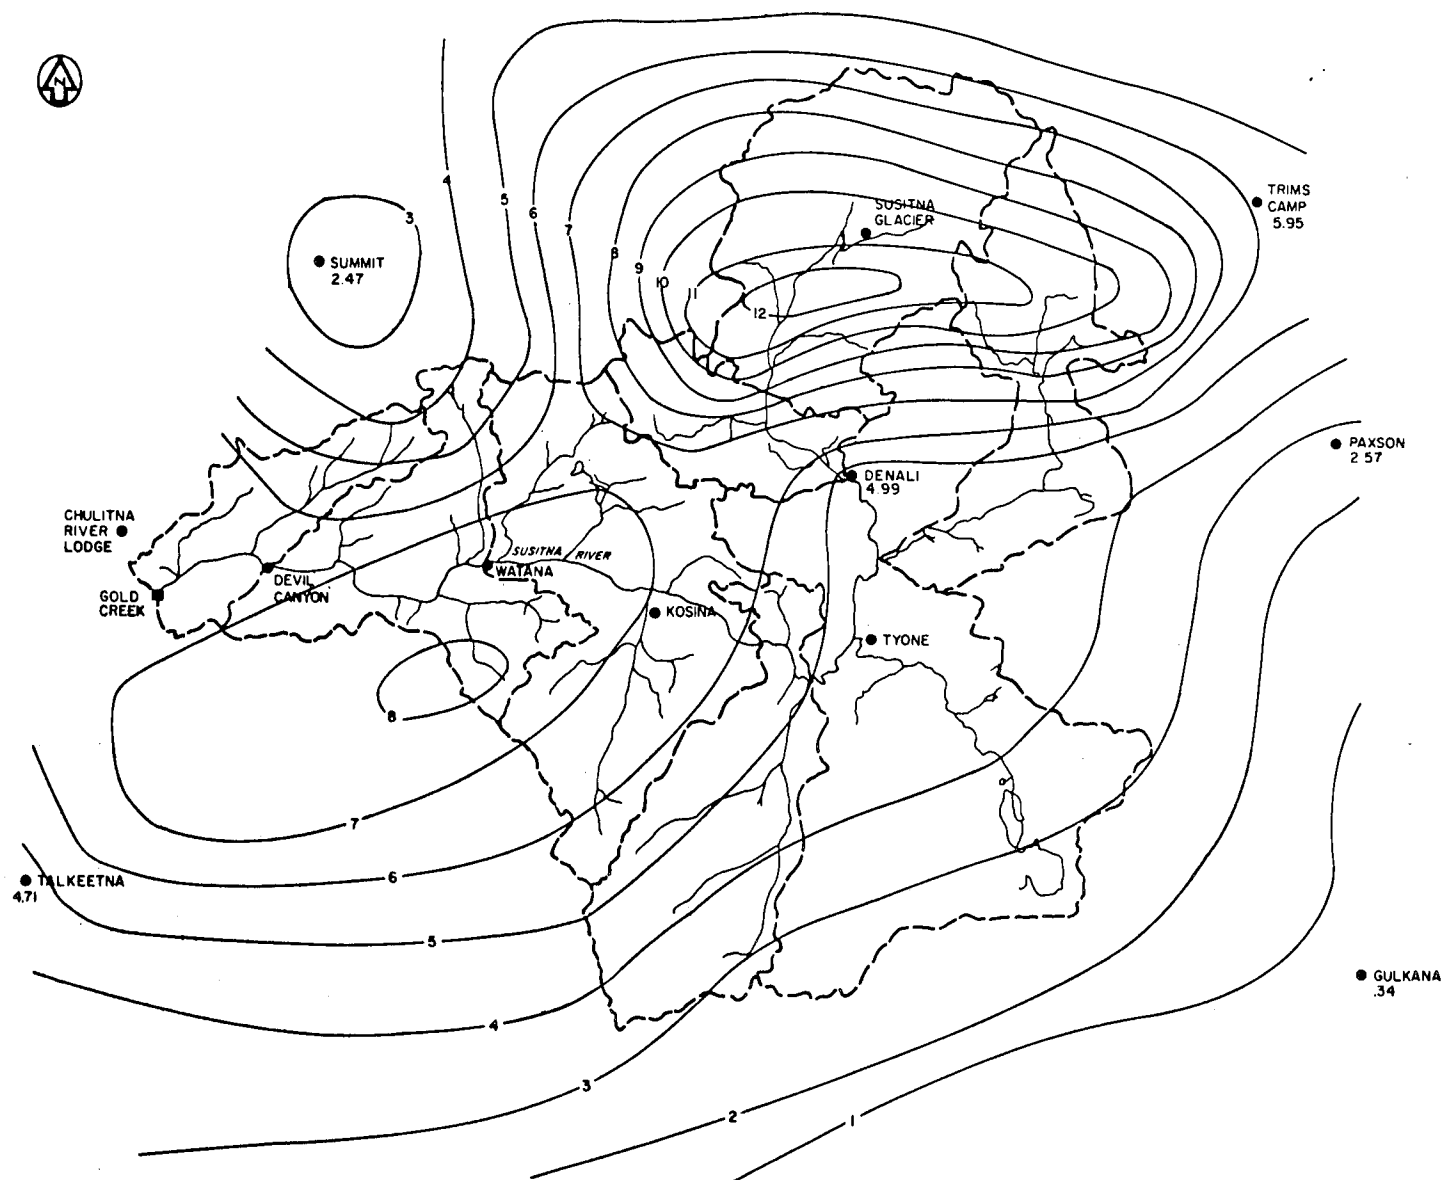 N
4
5
6
7
8
9
10
11
12
3
SUSITNA
GLACIER
TRIMS
CAMP
5.95
SUMMIT
2.47
PAXSON
2 57
DENALI
4.99
CHULITNA
RIVER
LODGE
SUSITNA RIVER
WATANA
DEVIL
CANYON
GOLD
CREEK
KOSINA
TYONE
8
7
6
TALKEETNA
4.71
5
GULKANA
.34
4
3
2
1